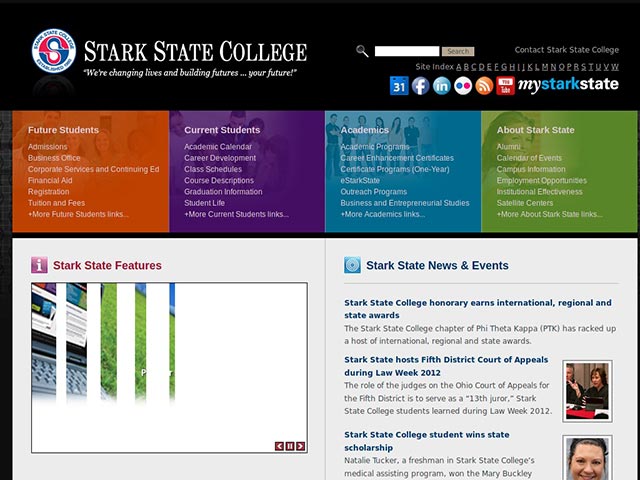 STARK STATE COLLEGE
"We're changing lives and building futures ... your future!"
Search
Contact Stark State College
Site Index A B C D E F G H I J K L M N O P R S T U V W
31 f in You Tube mystarkstate
Future Students
Admissions
Business Office
Corporate Services and Continuing Ed
Financial Aid
Registration
Tuition and Fees
+More Future Students links...
Current Students
Academic Calendar
Career Development
Class Schedules
Course Descriptions
Graduation Information
Student Life
+More Current Students links...
Academics
Academic Programs
Career Enhancement Certificates
Certificate Programs (One-Year)
eStarkState
Outreach Programs
Business and Entrepreneurial Studies
+More Academics links...
About Stark State
Alumni
Calendar of Events
Campus Information
Employment Opportunities
Institutional Effectiveness
Satellite Centers
+More About Stark State links...
Stark State Features
Stark State News & Events
Stark State College honorary earns international, regional and
state awards
The Stark State College chapter of Phi Theta Kappa (PTK) has racked up
a host of international, regional and state awards.
Stark State hosts Fifth District Court of Appeals
during Law Week 2012
The role of the judges on the Ohio Court of Appeals for
the Fifth District is to serve as a "13th juror," Stark
State College students learned during Law Week 2012.
Stark State College student wins state
scholarship
Natalie Tucker, a freshman in Stark State College's
medical assisting program, won the Mary Buckley